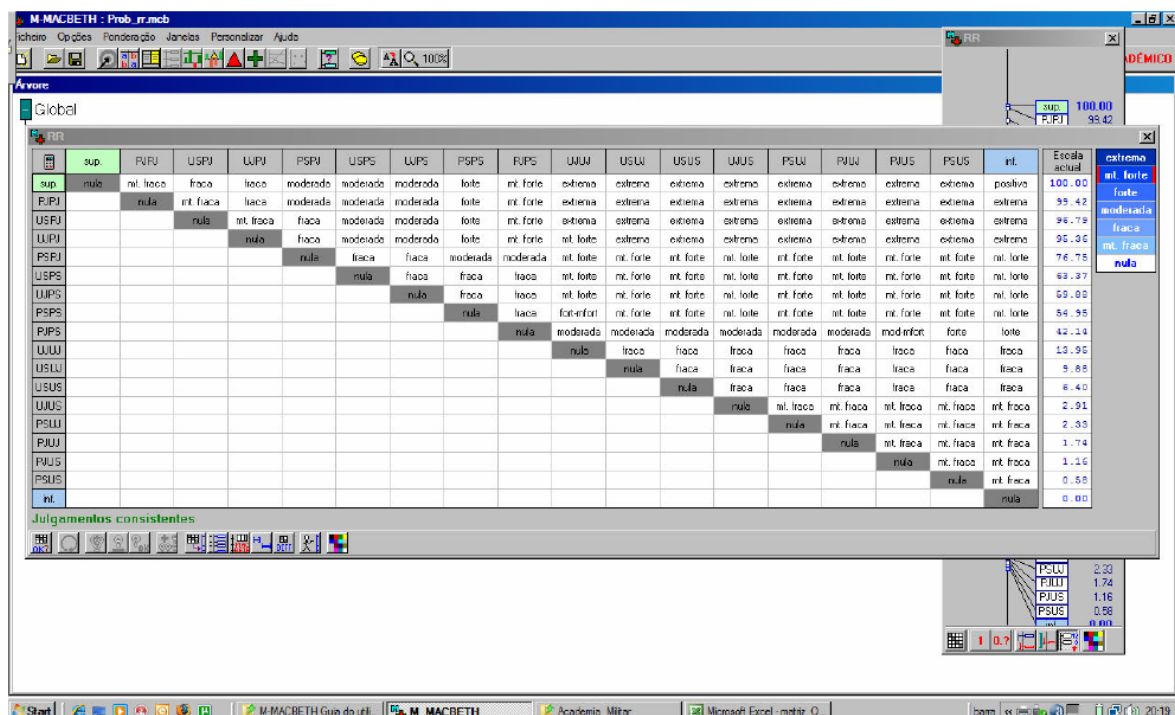 M-MACBETH : Prob_rr.mcb
Ficheiro Opções Ponderação Janelas Personalizar Ajuda
100%
RR
ADÉMICO
Árvore
Global
sup. 100.00
PJPJ 99.42
RR
sup. PJPJ USPJ UJPJ PSPJ USPS UJPS PSPS PJPS UJUJ USUJ USUS UJUS PSUJ PJUJ PJUS PSUS inf. Escala actual
sup. nula mt. fraca fraca fraca moderada moderada moderada forte mt. forte extrema extrema extrema extrema extrema extrema extrema extrema positiva 100.00
PJPJ nula mt. fraca fraca moderada moderada moderada forte mt. forte extrema extrema extrema extrema extrema extrema extrema extrema extrema 99.42
USPJ nula mt. fraca fraca moderada moderada forte mt. forte extrema extrema extrema extrema extrema extrema extrema extrema extrema 96.79
UJPJ nula fraca moderada moderada forte mt. forte mt. forte extrema extrema extrema extrema extrema extrema extrema extrema
PSPJ nula fraca fraca moderada moderada mt. forte mt. forte mt. forte mt. forte mt. forte mt. forte mt. forte mt. forte mt. forte 76.75
USPS nula fraca fraca fraca mt. forte mt. forte mt. forte mt. forte mt. forte mt. forte mt. forte mt. forte mt. forte 63.37
UJPS nula fraca fraca mt. forte mt. forte mt. forte mt. forte mt. forte mt. forte mt. forte mt. forte mt. forte
PSPS nula fraca fort-mfort mt. forte mt. forte mt. forte mt. forte mt. forte mt. forte mt. forte mt. forte 54.95
PJPS nula moderada moderada moderada moderada moderada moderada mod-mfort forte forte 42.14
UJUJ nula fraca fraca fraca fraca fraca fraca fraca fraca 13.95
USUJ nula fraca fraca fraca fraca fraca fraca fraca 9.88
USUS nula fraca fraca fraca fraca fraca fraca 6.40
UJUS nula mt. fraca mt. fraca mt. fraca mt. fraca mt. fraca 2.91
PSUJ nula mt. fraca mt. fraca mt. fraca mt. fraca 2.33
PJUJ nula mt. fraca mt. fraca mt. fraca 1.74
PJUS nula mt. fraca mt. fraca 1.16
PSUS nula mt. fraca 0.58
inf. nula 0.00
extrema
mt. forte
forte
moderada
fraca
mt. fraca
nula
Julgamentos consistentes
PSUJ 2.33
PJUJ 1.74
PJUS 1.16
PSUS 0.58
inf. 0.00
1 0.?
Start M-MACBETH Guia do utili... M_MACBETH Academia_Militar Microsoft Excel - matriz_O... 20:19